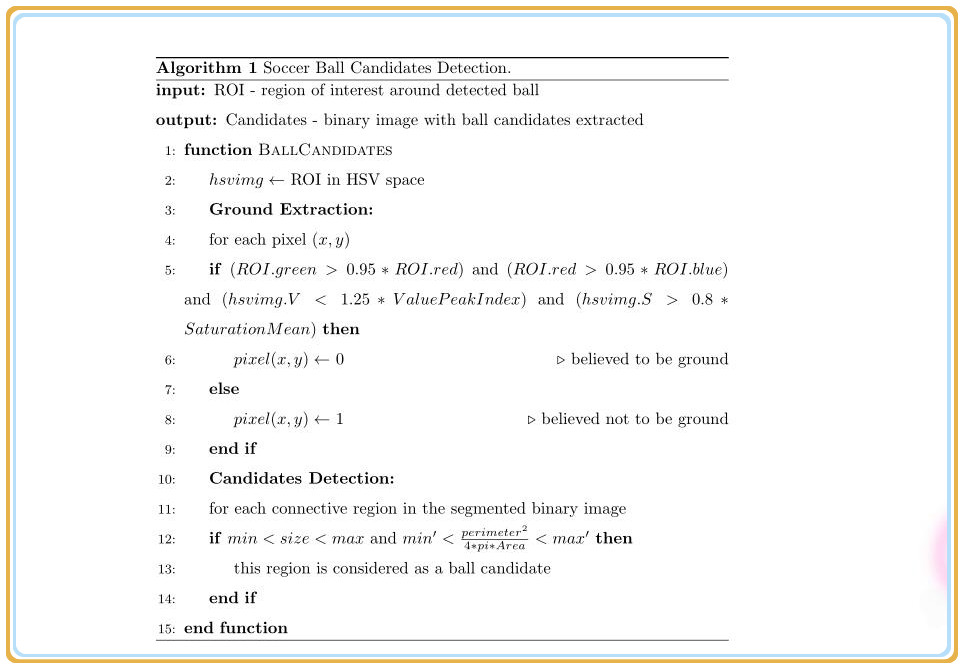 Algorithm 1 Soccer Ball Candidates Detection.
input: ROI - region of interest around detected ball
output: Candidates - binary image with ball candidates extracted
1: function BALLCANDIDATES
2: hsvimg ← ROI in HSV space
3: Ground Extraction:
4: for each pixel (x, y)
5: if (ROI.green > 0.95 * ROI.red) and (ROI.red > 0.95 * ROI.blue)
and (hsvimg.V < 1.25 * ValuePeakIndex) and (hsvimg.S > 0.8 *
SaturationMean) then
6: pixel(x, y) ← 0 ▷ believed to be ground
7: else
8: pixel(x, y) ← 1 ▷ believed not to be ground
9: end if
10: Candidates Detection:
11: for each connective region in the segmented binary image
12: if min < size < max and min′ < perimeter²/4*pi*Area < max′ then
13: this region is considered as a ball candidate
14: end if
15: end function